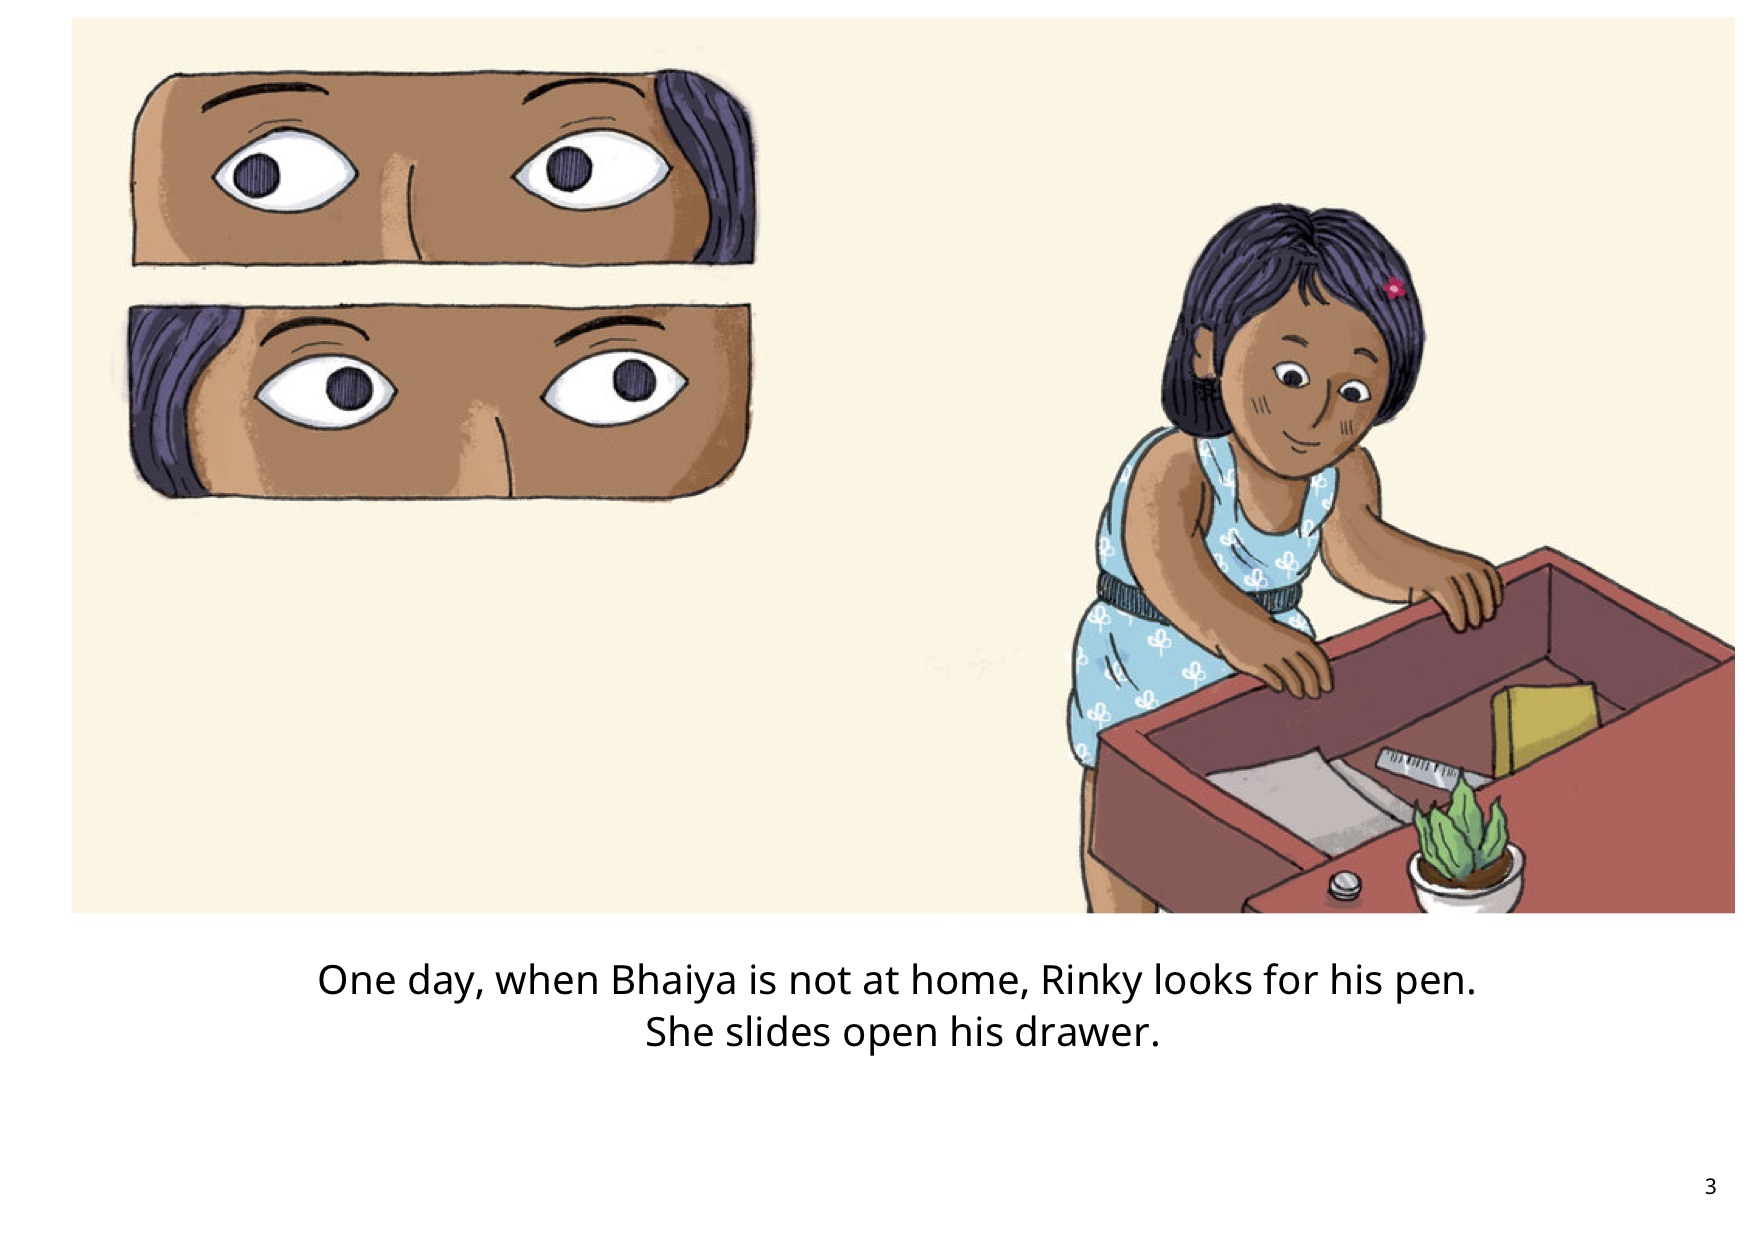 One day, when Bhaiya is not at home, Rinky looks for his pen.
She slides open his drawer.
3